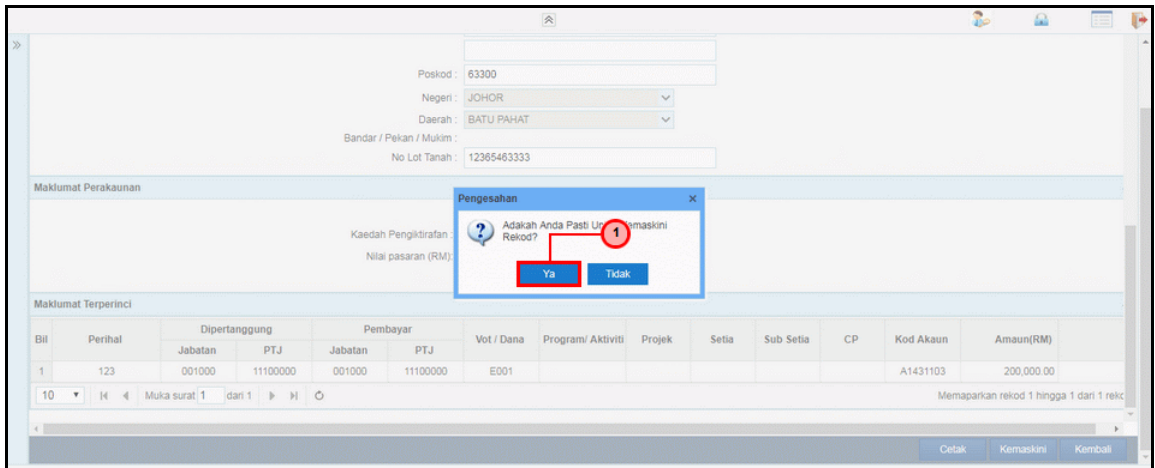 Poskod : 63300
Negeri : JOHOR
Daerah : BATU PAHAT
Bandar / Pekan / Mukim :
No Lot Tanah : 12365463333
Maklumat Perakaunan
Pengesahan
Adakah Anda Pasti
Rekod?
1
Ya Tidak
Kaedah Pengiktirafan :
Nilai pasaran (RM):
Maklumat Terperinci
Bil Perihal Dipertanggung Pembayar Vot / Dana Program/ Aktiviti Projek Setia Sub Setia CP Kod Akaun Amaun(RM)
Jabatan PTJ Jabatan PTJ
1 123 001000 11100000 001000 11100000 E001 A1431103 200,000.00
10 Muka surat 1 dari 1 Memaparkan rekod 1 hingga 1 dari 1
Cetak Kemaskini Kembali